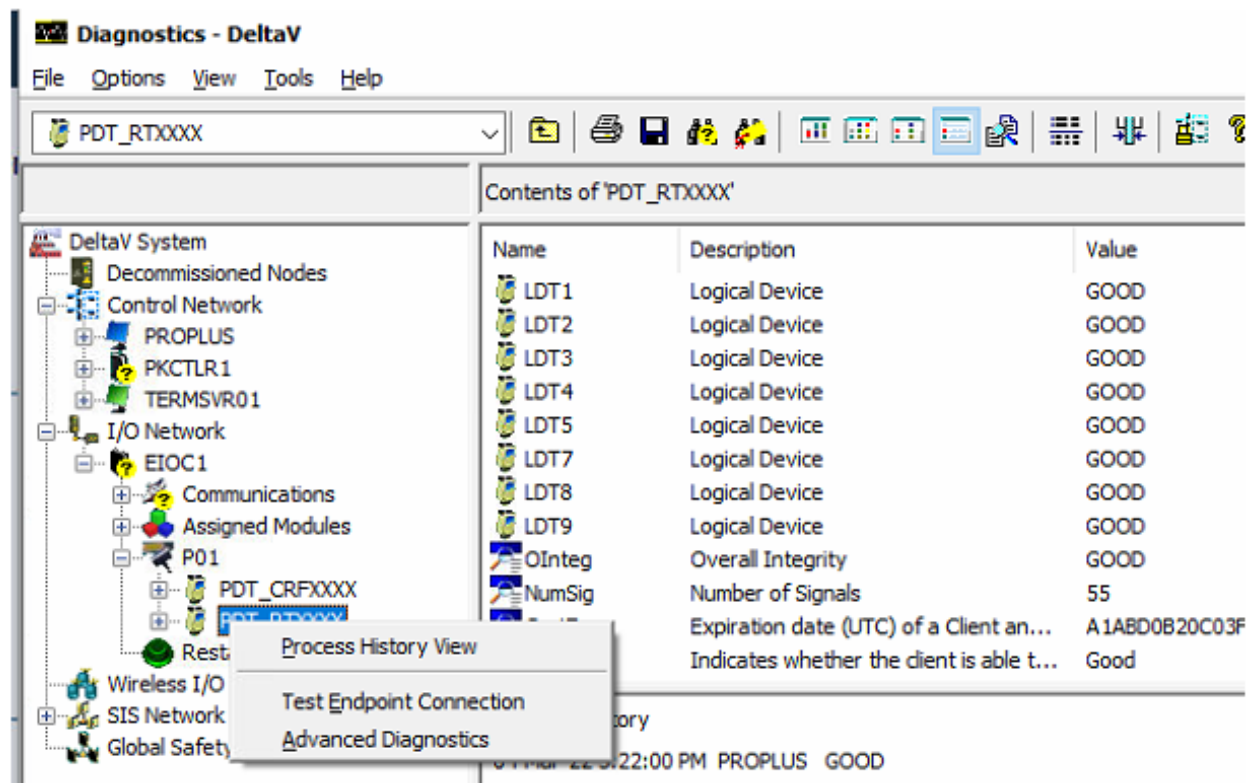 Diagnostics - DeltaV
File Options View Tools Help
PDT_RTXXXX
Contents of 'PDT_RTXXXX'
DeltaV System
Decommissioned Nodes
Control Network
PROPLUS
PKCTLR1
TERMSVR01
I/O Network
EIOC1
Communications
Assigned Modules
P01
PDT_CRFXXXX
PDT_RTXXXX
Wireless I/O
SIS Network
Global Safety
Process History View
Test Endpoint Connection
Advanced Diagnostics
Name Description Value
LDT1 Logical Device GOOD
LDT2 Logical Device GOOD
LDT3 Logical Device GOOD
LDT4 Logical Device GOOD
LDT5 Logical Device GOOD
LDT7 Logical Device GOOD
LDT8 Logical Device GOOD
LDT9 Logical Device GOOD
OInteg Overall Integrity GOOD
NumSig Number of Signals 55
Expiration date (UTC) of a Client an... A1ABD0B20C03F
Indicates whether the client is able t... Good
:22:00 PM PROPLUS GOOD